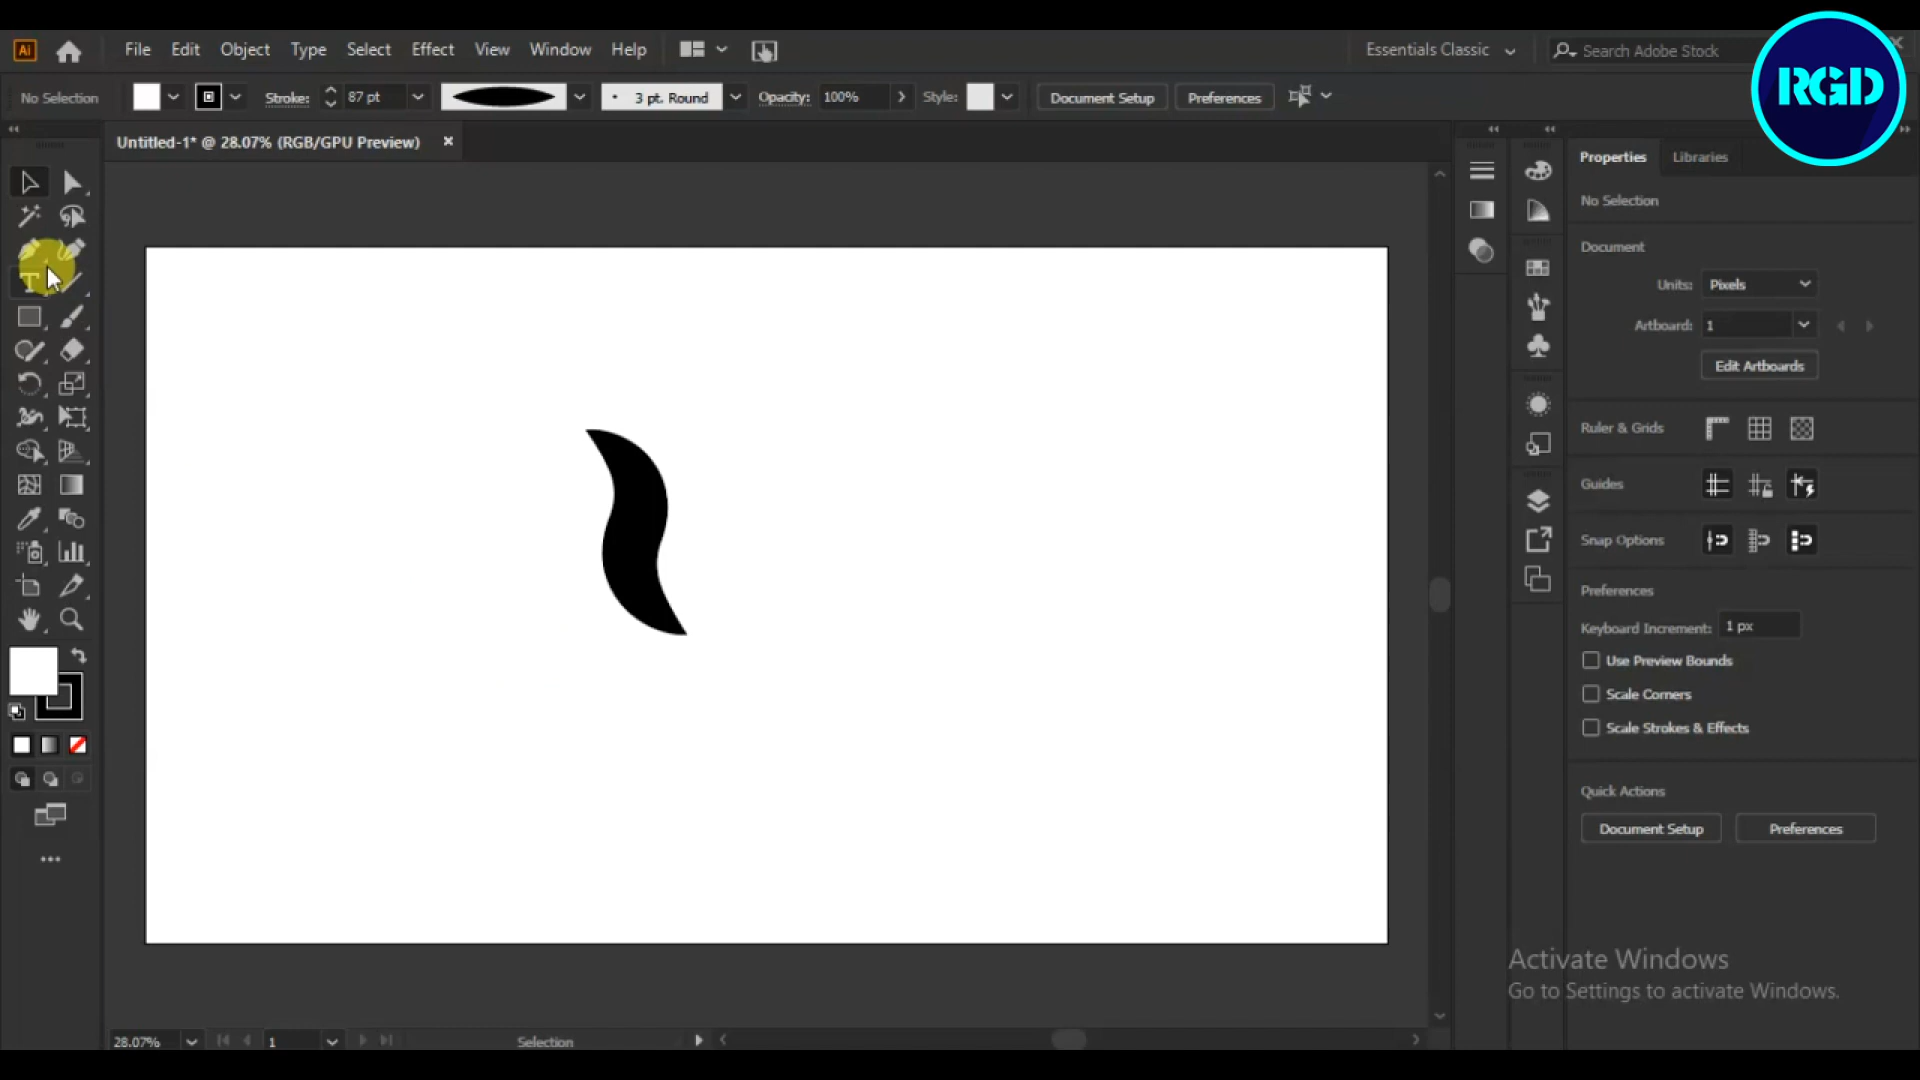 Ai File Edit Object Type Select Effect View Window Help Essentials Classic Search Adobe Stock
RGD
No Selection Stroke: 87 pt 3 pt. Round Opacity: 100% Style: Document Setup Preferences
Untitled-1* @ 28.07% (RGB/GPU Preview)
Properties Libraries
No Selection
Document
Units: Pixels
Artboard: 1
Edit Artboards
Ruler & Grids
Guides
Snap Options
Preferences
Keyboard Increment: 1 px
Use Preview Bounds
Scale Corners
Scale Strokes & Effects
Quick Actions
Document Setup Preferences
Activate Windows
Go to Settings to activate Windows.
28.07% 1 Selection